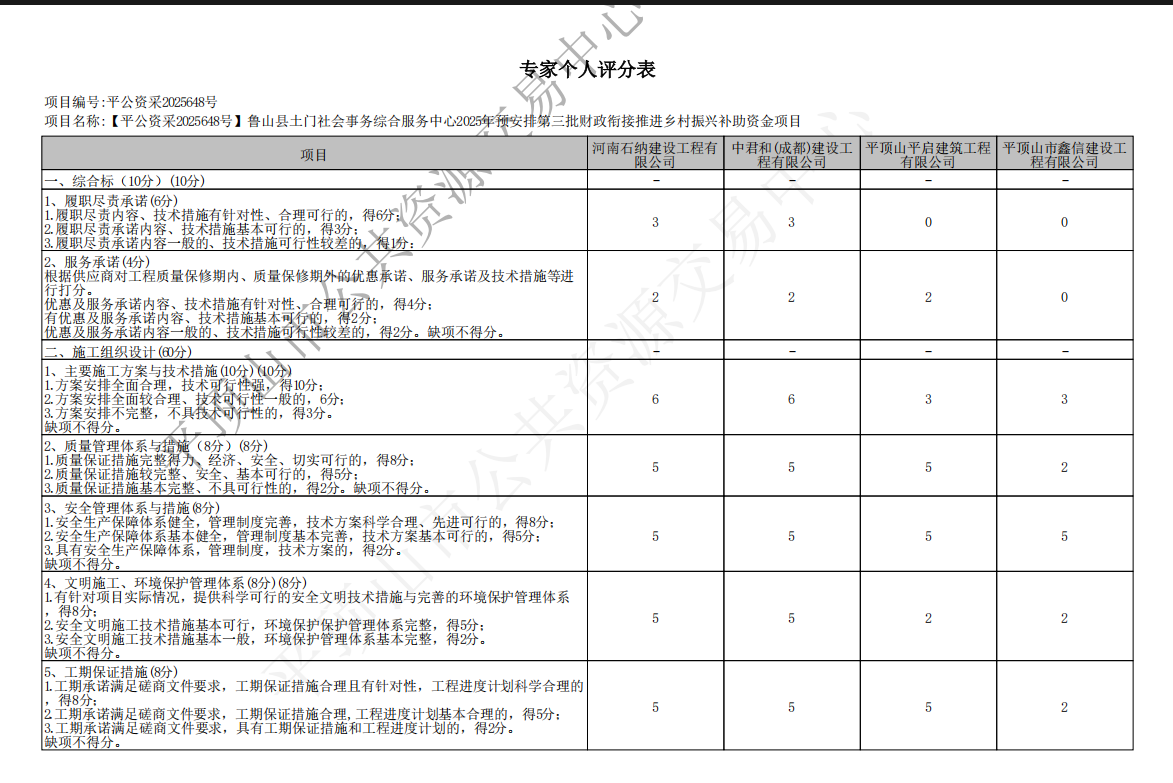 专家个人评分表
项目编号:平公资采2025648号
项目名称:【平公资采2025648号】鲁山县土门社会事务综合服务中心2025年预安排第三批财政衔接推进乡村振兴补助资金项目
项目
河南石纳建设工程有
限公司
中君和(成都)建设工
程有限公司
平顶山平启建筑工程
有限公司
平顶山市鑫信建设工
程有限公司
一、综合标（10分）(10分)
-
-
-
-
1、履职尽责承诺(6分)
1.履职尽责内容、技术措施有针对性、合理可行的，得6分；
2.履职尽责承诺内容、技术措施基本可行的，得3分；
3.履职尽责承诺内容一般的、技术措施可行性较差的，得1分：
3
3
0
0
2、服务承诺(4分)
根据供应商对工程质量保修期内、质量保修期外的优惠承诺、服务承诺及技术措施等进
行打分。
优惠及服务承诺内容、技术措施有针对性、合理可行的，得4分；
有优惠及服务承诺内容、技术措施基本可行的，得2分；
优惠及服务承诺内容一般的、技术措施可行性较差的，得2分。缺项不得分。
2
2
2
0
二、施工组织设计(60分)
-
-
-
-
1、主要施工方案与技术措施(10分)(10分)
1.方案安排全面合理，技术可行性强，得10分；
2.方案安排全面较合理、技术可行性一般的，6分；
3.方案安排不完整，不具技术可行性的，得3分。
缺项不得分。
6
6
3
3
2、质量管理体系与措施（8分）(8分)
1.质量保证措施完整得力、经济、安全、切实可行的，得8分；
2.质量保证措施较完整、安全、基本可行的，得5分；
3.质量保证措施基本完整、不具可行性的，得2分。缺项不得分。
5
5
5
2
3、安全管理体系与措施(8分)
1.安全生产保障体系健全，管理制度完善，技术方案科学合理、先进可行的，得8分；
2.安全生产保障体系基本健全，管理制度基本完善，技术方案基本可行的，得5分；
3.具有安全生产保障体系，管理制度，技术方案的，得2分。
缺项不得分。
5
5
5
5
4、文明施工、环境保护管理体系(8分)(8分)
1.有针对项目实际情况，提供科学可行的安全文明技术措施与完善的环境保护管理体系
，得8分；
2.安全文明施工技术措施基本可行，环境保护保护管理体系完整，得5分；
3.安全文明施工技术措施基本一般，环境保护管理体系基本完整，得2分。
缺项不得分。
5
5
2
2
5、工期保证措施(8分)
1.工期承诺满足磋商文件要求，工期保证措施合理且有针对性，工程进度计划科学合理的
，得8分；
2.工期承诺满足磋商文件要求，工期保证措施合理,工程进度计划基本合理的，得5分；
3.工期承诺满足磋商文件要求，具有工期保证措施和工程进度计划的，得2分。
缺项不得分。
5
5
5
2
平顶山市公共资源交易中心
平顶山市公共资源交易中心